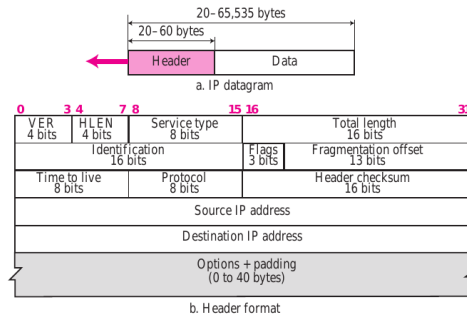 20–65,535 bytes
20–60 bytes
Header Data
a. IP datagram
0 3 4 7 8 15 16
VER HLEN Service type Total length
4 bits 4 bits 8 bits 16 bits
Identification Flags Fragmentation offset
16 bits 3 bits 13 bits
Time to live Protocol Header checksum
8 bits 8 bits 16 bits
Source IP address
Destination IP address
Options + padding
(0 to 40 bytes)
b. Header format